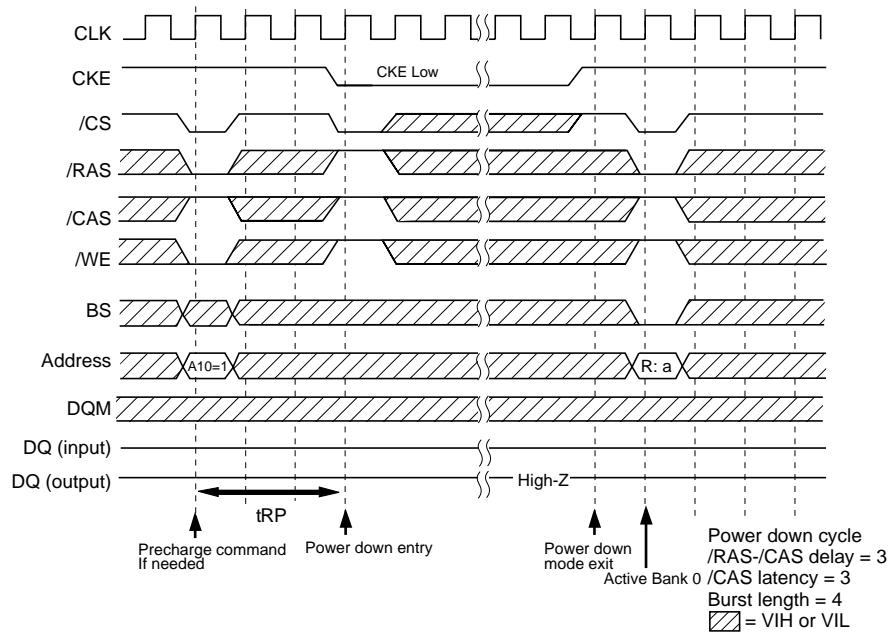 CLK
CKE
CKE Low
/CS
/RAS
/CAS
/WE
BS
Address
A10=1
R: a
DQM
DQ (input)
DQ (output)
High-Z
tRP
Precharge command
If needed
Power down entry
Power down
mode exit
Active Bank 0
Power down cycle
/RAS-/CAS delay = 3
/CAS latency = 3
Burst length = 4
= VIH or VIL